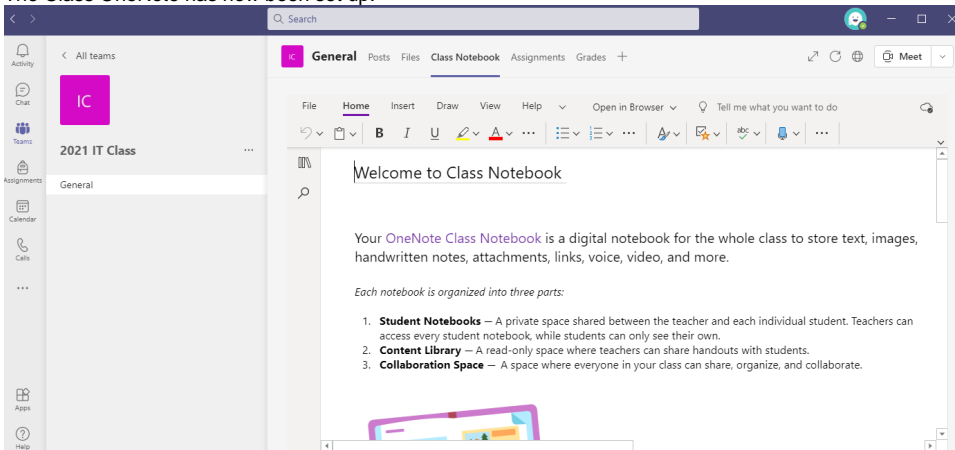 The Class OneNote has now been set up.
Search
Activity
Chat
Teams
Assignments
Calendar
Calls
Apps
Help
All teams
IC
2021 IT Class
General
IC General Posts Files Class Notebook Assignments Grades
Meet
File Home Insert Draw View Help Open in Browser Tell me what you want to do
B I U A abc
Welcome to Class Notebook
Your OneNote Class Notebook is a digital notebook for the whole class to store text, images,
handwritten notes, attachments, links, voice, video, and more.
Each notebook is organized into three parts:
1. Student Notebooks — A private space shared between the teacher and each individual student. Teachers can
access every student notebook, while students can only see their own.
2. Content Library — A read-only space where teachers can share handouts with students.
3. Collaboration Space — A space where everyone in your class can share, organize, and collaborate.